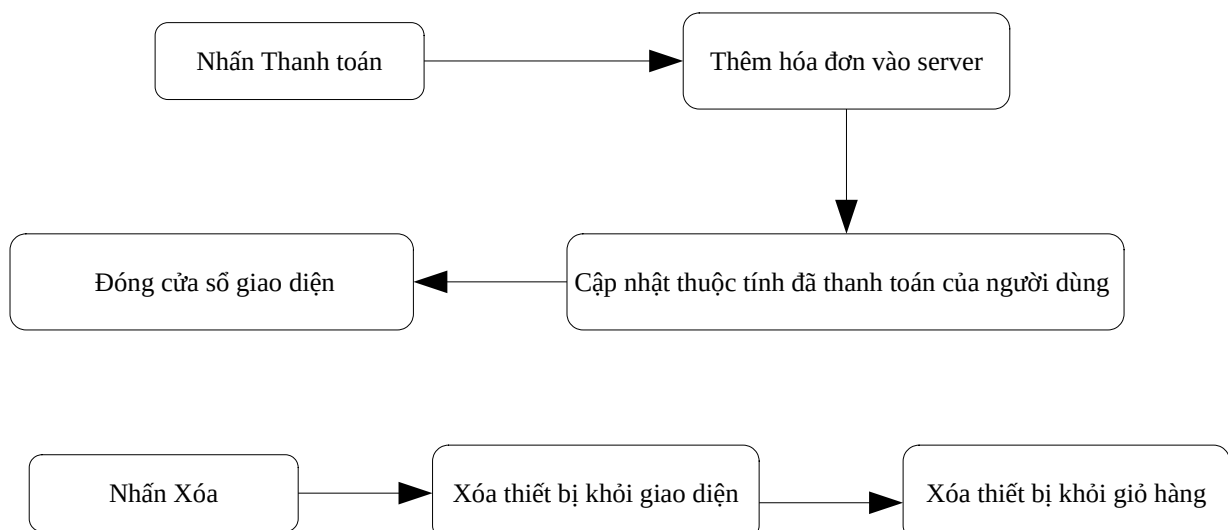 Nhấn Thanh toán
Thêm hóa đơn vào server
Cập nhật thuộc tính đã thanh toán của người dùng
Đóng cửa sổ giao diện
Nhấn Xóa
Xóa thiết bị khỏi giao diện
Xóa thiết bị khỏi giỏ hàng